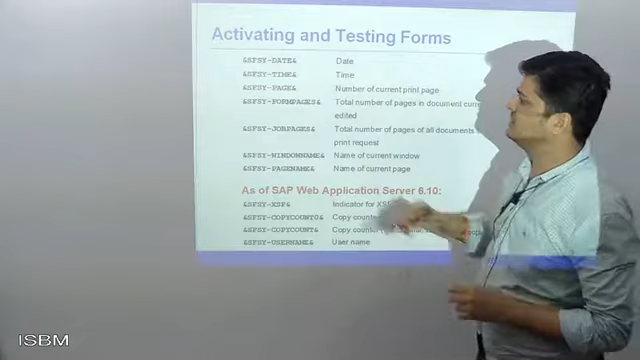 Activating and Testing Forms
&SFSY-DATE& Date
&SFSY-TIME& Time
&SFSY-PAGE& Number of current print page
&SFSY-FORMPAGES& Total number of pages in document
edited
&SFSY-JOBPAGES& Total number of pages of all documents
print request
&SFSY-WINDOWNAME& Name of current window
&SFSY-PAGENAME& Name of current page
As of SAP Web Application Server 6.10:
&SFSY-XSF& Indicator for
&SFSY-COPYCOUNT0& Copy
&SFSY-COPYCOUNT& Copy counter
&SFSY-USERNAME& User name
ISBM